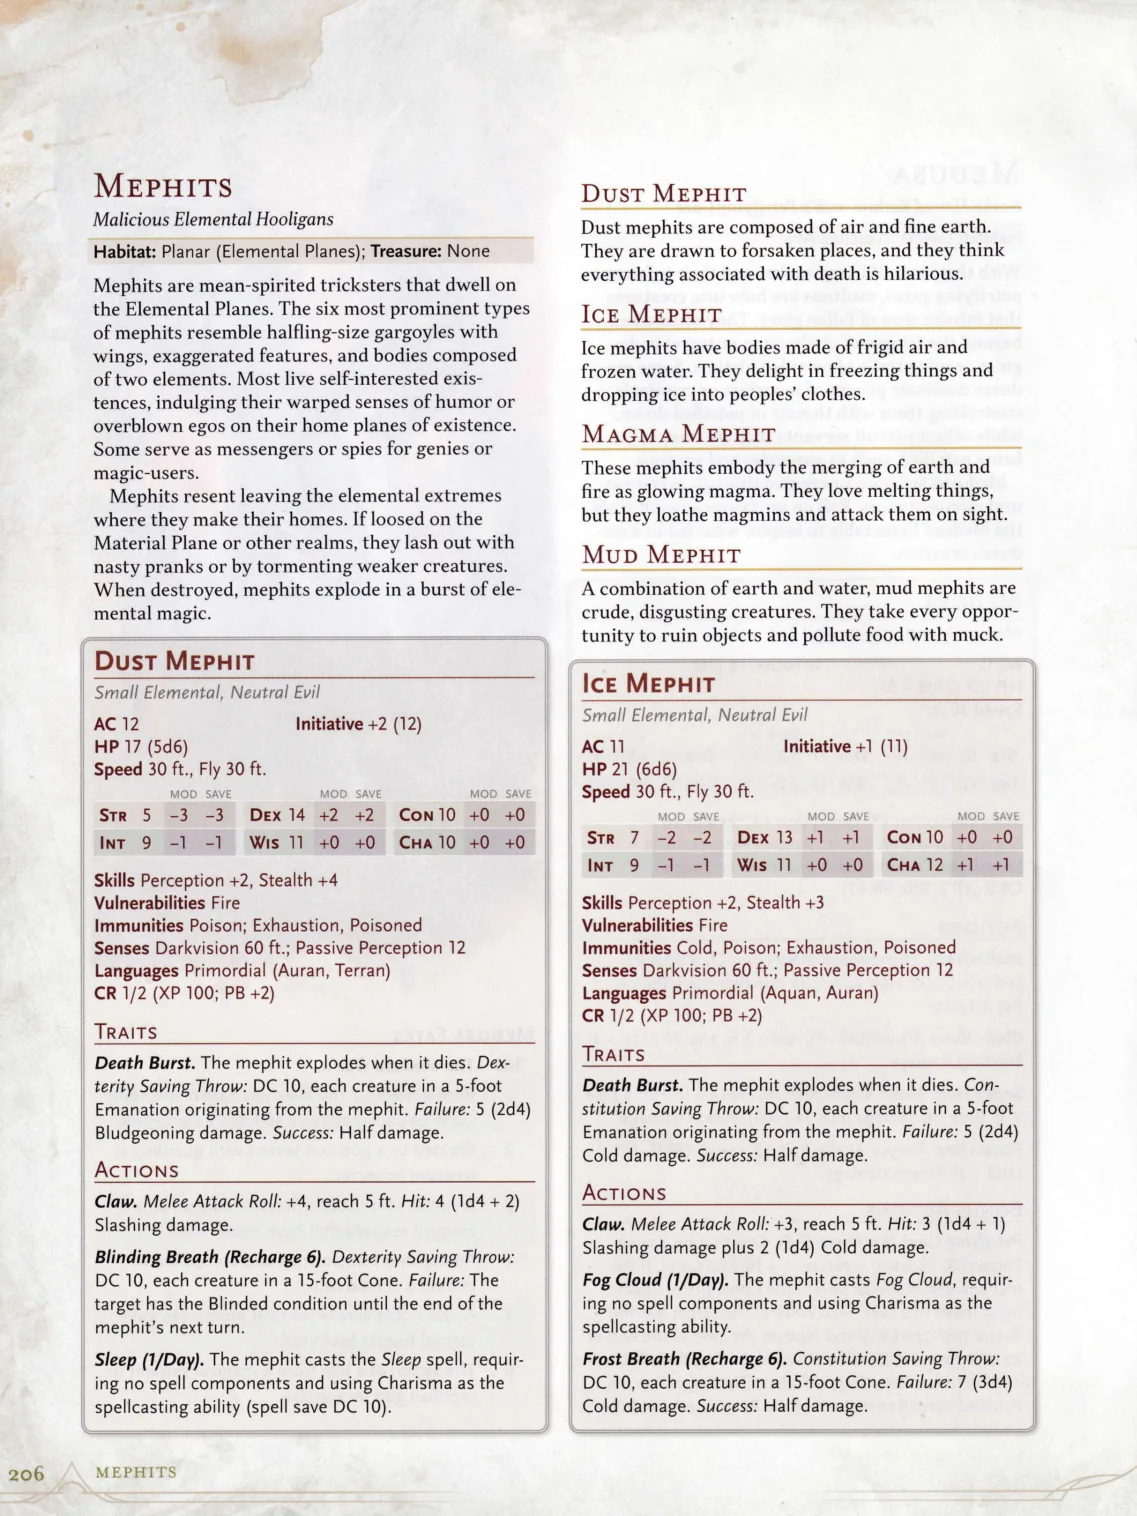 MEPHITS
Malicious Elemental Hooligans
Habitat: Planar (Elemental Planes); Treasure: None
Mephits are mean-spirited tricksters that dwell on
the Elemental Planes. The six most prominent types
of mephits resemble halfling-size gargoyles with
wings, exaggerated features, and bodies composed
of two elements. Most live self-interested exis-
tences, indulging their warped senses of humor or
overblown egos on their home planes of existence.
Some serve as messengers or spies for genies or
magic-users.
Mephits resent leaving the elemental extremes
where they make their homes. If loosed on the
Material Plane or other realms, they lash out with
nasty pranks or by tormenting weaker creatures.
When destroyed, mephits explode in a burst of ele-
mental magic.
DUST MEPHIT
Small Elemental, Neutral Evil
AC 12 Initiative +2 (12)
HP 17 (5d6)
Speed 30 ft., Fly 30 ft.
MOD SAVE MOD SAVE MOD SAVE
STR 5 -3 -3 DEX 14 +2 +2 CON 10 +0 +0
INT 9 -1 -1 WIS 11 +0 +0 CHA 10 +0 +0
Skills Perception +2, Stealth +4
Vulnerabilities Fire
Immunities Poison; Exhaustion, Poisoned
Senses Darkvision 60 ft.; Passive Perception 12
Languages Primordial (Auran, Terran)
CR 1/2 (XP 100; PB +2)
TRAITS
Death Burst. The mephit explodes when it dies. Dex-
terity Saving Throw: DC 10, each creature in a 5-foot
Emanation originating from the mephit. Failure: 5 (2d4)
Bludgeoning damage. Success: Half damage.
ACTIONS
Claw. Melee Attack Roll: +4, reach 5 ft. Hit: 4 (1d4 + 2)
Slashing damage.
Blinding Breath (Recharge 6). Dexterity Saving Throw:
DC 10, each creature in a 15-foot Cone. Failure: The
target has the Blinded condition until the end of the
mephit's next turn.
Sleep (1/Day). The mephit casts the Sleep spell, requir-
ing no spell components and using Charisma as the
spellcasting ability (spell save DC 10).
DUST MEPHIT
Dust mephits are composed of air and fine earth.
They are drawn to forsaken places, and they think
everything associated with death is hilarious.
ICE MEPHIT
Ice mephits have bodies made of frigid air and
frozen water. They delight in freezing things and
dropping ice into peoples' clothes.
MAGMA MEPHIT
These mephits embody the merging of earth and
fire as glowing magma. They love melting things,
but they loathe magmins and attack them on sight.
MUD MEPHIT
A combination of earth and water, mud mephits are
crude, disgusting creatures. They take every oppor-
tunity to ruin objects and pollute food with muck.
ICE MEPHIT
Small Elemental, Neutral Evil
AC 11 Initiative +1 (11)
HP 21 (6d6)
Speed 30 ft., Fly 30 ft.
MOD SAVE MOD SAVE MOD SAVE
STR 7 -2 -2 DEX 13 +1 +1 CON 10 +0 +0
INT 9 -1 -1 WIS 11 +0 +0 CHA 12 +1 +1
Skills Perception +2, Stealth +3
Vulnerabilities Fire
Immunities Cold, Poison; Exhaustion, Poisoned
Senses Darkvision 60 ft.; Passive Perception 12
Languages Primordial (Aquan, Auran)
CR 1/2 (XP 100; PB +2)
TRAITS
Death Burst. The mephit explodes when it dies. Con-
stitution Saving Throw: DC 10, each creature in a 5-foot
Emanation originating from the mephit. Failure: 5 (2d4)
Cold damage. Success: Half damage.
ACTIONS
Claw. Melee Attack Roll: +3, reach 5 ft. Hit: 3 (1d4 + 1)
Slashing damage plus 2 (1d4) Cold damage.
Fog Cloud (1/Day). The mephit casts Fog Cloud, requir-
ing no spell components and using Charisma as the
spellcasting ability.
Frost Breath (Recharge 6). Constitution Saving Throw:
DC 10, each creature in a 15-foot Cone. Failure: 7 (3d4)
Cold damage. Success: Half damage.
206 MEPHITS